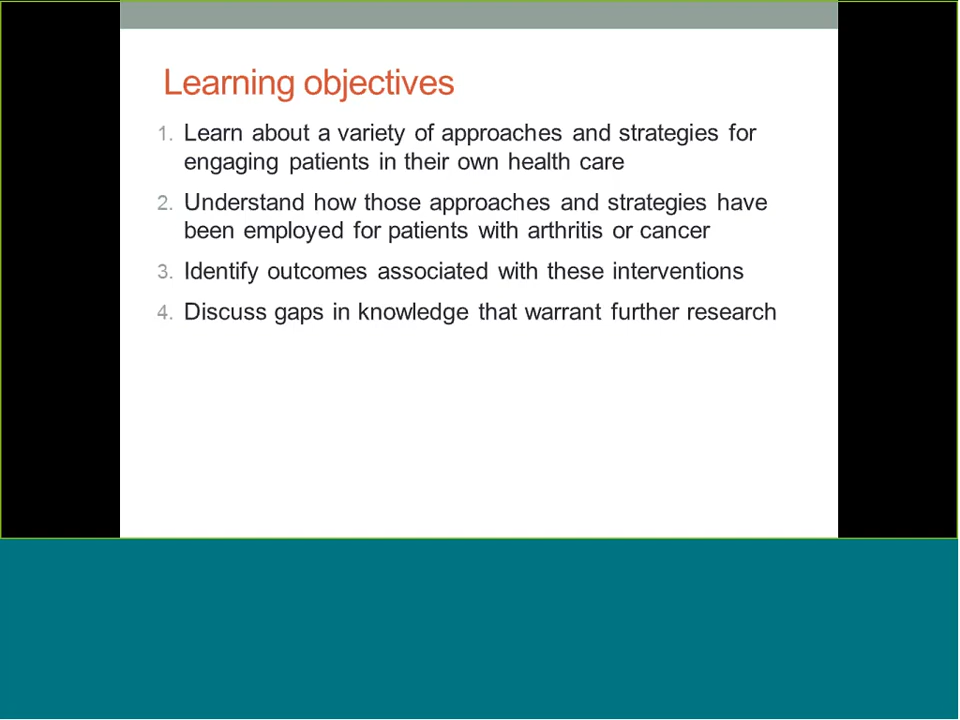 Learning objectives
1. Learn about a variety of approaches and strategies for
engaging patients in their own health care
2. Understand how those approaches and strategies have
been employed for patients with arthritis or cancer
3. Identify outcomes associated with these interventions
4. Discuss gaps in knowledge that warrant further research